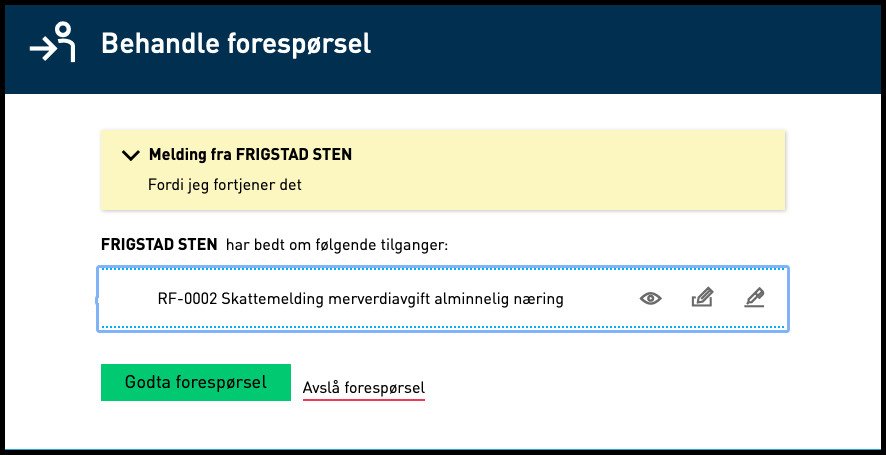 Behandle forespørsel
Melding fra FRIGSTAD STEN
Fordi jeg fortjener det
FRIGSTAD STEN har bedt om følgende tilganger:
RF-0002 Skattemelding merverdiavgift alminnelig næring
Godta forespørsel Avslå forespørsel